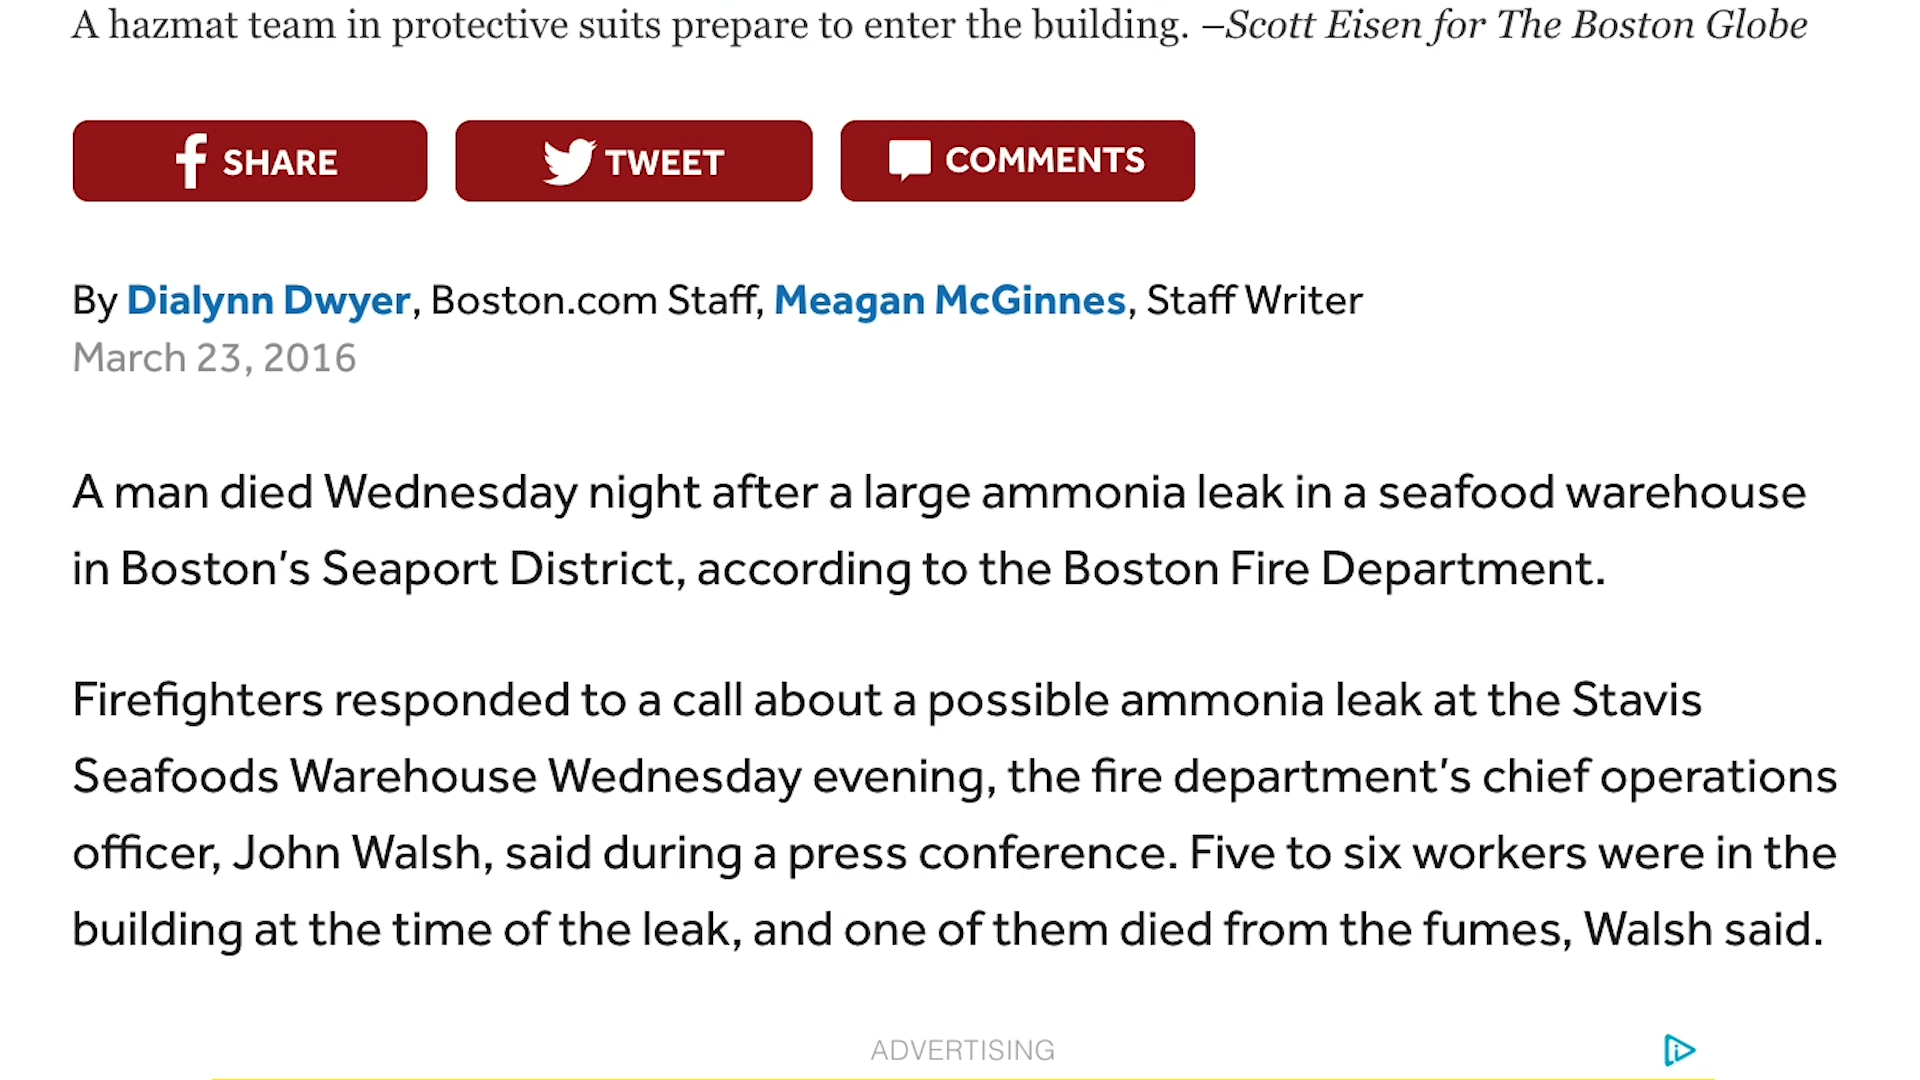 A hazmat team in protective suits prepare to enter the building. –Scott Eisen for The Boston Globe
SHARE
TWEET
COMMENTS
By Dialynn Dwyer, Boston.com Staff, Meagan McGinnes, Staff Writer
March 23, 2016
A man died Wednesday night after a large ammonia leak in a seafood warehouse
in Boston’s Seaport District, according to the Boston Fire Department.
Firefighters responded to a call about a possible ammonia leak at the Stavis
Seafoods Warehouse Wednesday evening, the fire department’s chief operations
officer, John Walsh, said during a press conference. Five to six workers were in the
building at the time of the leak, and one of them died from the fumes, Walsh said.
ADVERTISING